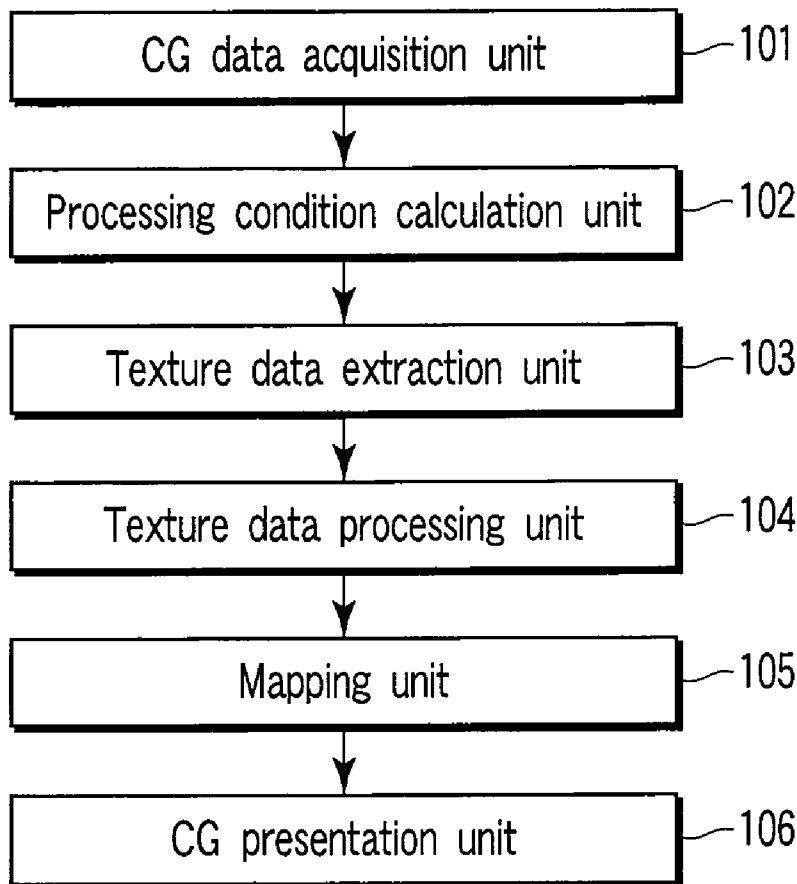 CG data acquisition unit 101
Processing condition calculation unit 102
Texture data extraction unit 103
Texture data processing unit 104
Mapping unit 105
CG presentation unit 106